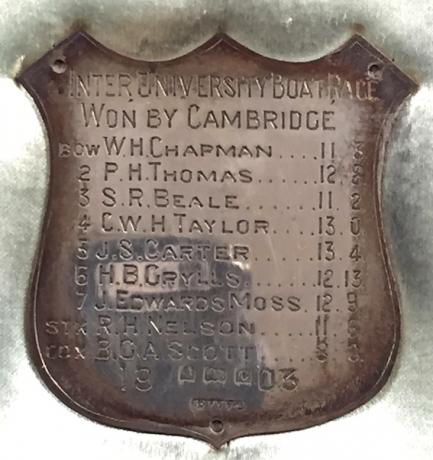 INTER UNIVERSITY BOAT RACE
WON BY CAMBRIDGE
BOW W.H.CHAPMAN.....11.
2 P.H.THOMAS......12.
3 S.R.BEALE.......11.2
4 C.W.H TAYLOR....13.0
5 J.S.CARTER......13.4
6 H.B.GRYLLS......12.13
7 J.EDWARDS MOSS.12.9
STK R.H.NELSON......11.
COX B.G.A.SCOTT
19 03